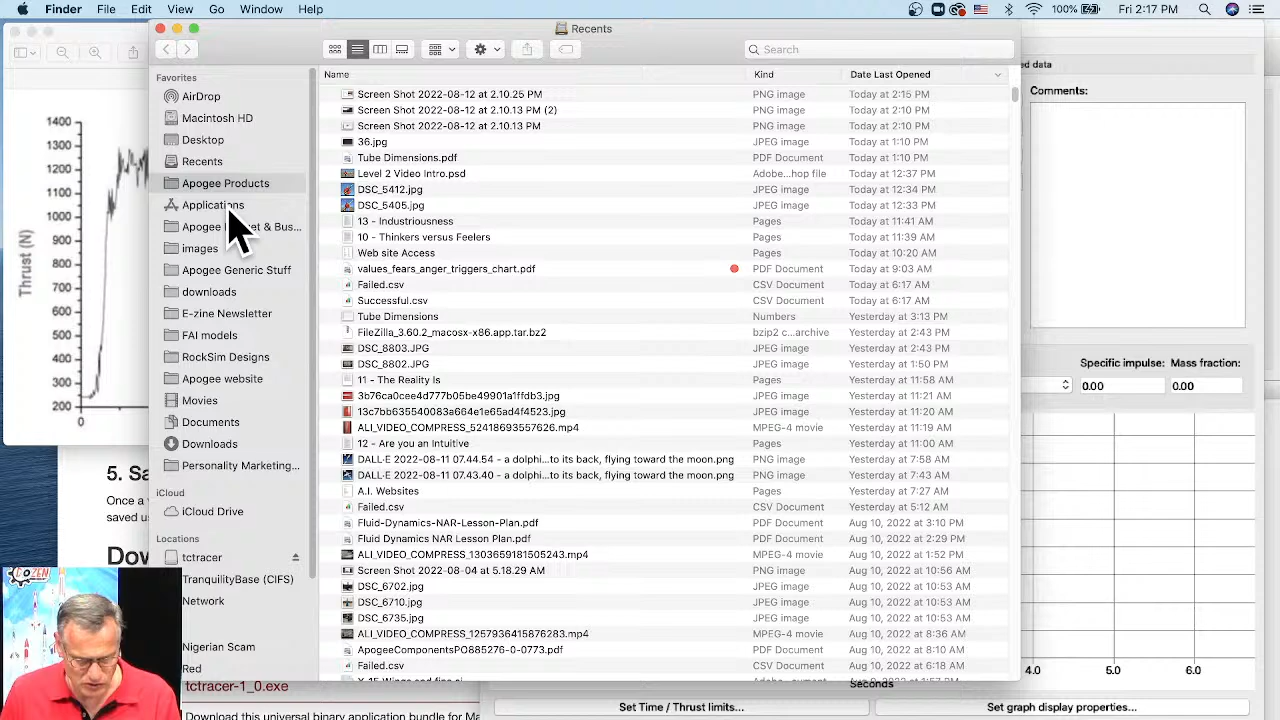 Finder File Edit View Go Window Help
100% Fri 2:17 PM
Recents
Search
Favorites
AirDrop
Macintosh HD
Desktop
Recents
Apogee Products
Applications
& Bus...
images
Apogee Generic Stuff
downloads
E-zine Newsletter
FAI models
RockSim Designs
Apogee website
Movies
Documents
Downloads
Personality Marketing...
iCloud
iCloud Drive
Locations
tctracer
TranquilityBase (CIFS)
Network
Nigerian Scam
Red
Name Kind Date Last Opened
Screen Shot 2022-08-12 at 2.10.25 PM PNG image Today at 2:15 PM
Screen Shot 2022-08-12 at 2.10.13 PM (2) PNG image Today at 2:10 PM
Screen Shot 2022-08-12 at 2.10.13 PM PNG image Today at 2:10 PM
36.jpg JPEG image Today at 1:10 PM
Tube Dimensions.pdf PDF Document Today at 1:10 PM
Level 2 Video Intro.psd Adobe...hop file Today at 12:37 PM
DSC_5412.jpg JPEG image Today at 12:34 PM
DSC_5405.jpg JPEG image Today at 12:33 PM
13 - Industriousness Pages Today at 11:41 AM
10 - Thinkers versus Feelers Pages Today at 11:39 AM
Web site Access Pages Today at 10:20 AM
values_fears_anger_triggers_chart.pdf PDF Document Today at 9:03 AM
Failed.csv CSV Document Today at 6:17 AM
Successful.csv CSV Document Today at 6:17 AM
Tube Dimensions Numbers Yesterday at 3:13 PM
FileZilla_3.60.2_macosx-x86.app.tar.bz2 bzip2 c...archive Yesterday at 2:43 PM
DSC_8803.JPG JPEG image Yesterday at 2:43 PM
DSC_8802.JPG JPEG image Yesterday at 1:50 PM
11 - The Reality Is Pages Yesterday at 11:58 AM
3b76ea0cee4d777b05be49901a1ffdb3.jpg JPEG image Yesterday at 11:21 AM
13c7bb635540083a664e1e65ad4f4523.jpg JPEG image Yesterday at 11:20 AM
ALI_VIDEO_COMPRESS_52418693557626.mp4 MPEG-4 movie Yesterday at 11:19 AM
12 - Are you an Intuitive Pages Yesterday at 11:00 AM
DALL·E 2022-08-11 07.44.54 - a dolphi...to its back, flying toward the moon.png PNG image Yesterday at 7:58 AM
DALL·E 2022-08-11 07.43.40 - a dolphi...to its back, flying toward the moon.png PNG image Yesterday at 7:43 AM
A.I. Websites Pages Yesterday at 7:27 AM
Failed.csv CSV Document Yesterday at 5:12 AM
Fluid-Dynamics-NAR-Lesson-Plan.pdf PDF Document Aug 10, 2022 at 3:10 PM
Fluid Dynamics NAR Lesson Plan.pdf PDF Document Aug 10, 2022 at 2:29 PM
ALI_VIDEO_COMPRESS_1303659181505243.mp4 MPEG-4 movie Aug 10, 2022 at 1:52 PM
Screen Shot 2022-08-04 at 5.18.29 AM PNG image Aug 10, 2022 at 10:56 AM
DSC_6702.jpg JPEG image Aug 10, 2022 at 10:53 AM
DSC_6710.jpg JPEG image Aug 10, 2022 at 10:53 AM
DSC_6735.jpg JPEG image Aug 10, 2022 at 10:53 AM
ALI_VIDEO_COMPRESS_1257936415876283.mp4 MPEG-4 movie Aug 10, 2022 at 8:36 AM
ApogeeComponentsPO885276-0-0773.pdf PDF Document Aug 10, 2022 at 8:10 AM
Failed.csv CSV Document Aug 10, 2022 at 6:18 AM
ed data
Comments:
Specific impulse: Mass fraction:
0.00 0.00
4.0 5.0 6.0
Seconds
Set Time / Thrust limits... Set graph display properties...
Thrust (N)
1400
1300
1200
1100
1000
900
800
700
600
500
400
300
200
0
5. Sa
Once a
saved us
Dow
tctracer-1_0.exe
Download this universal binary application bundle for M